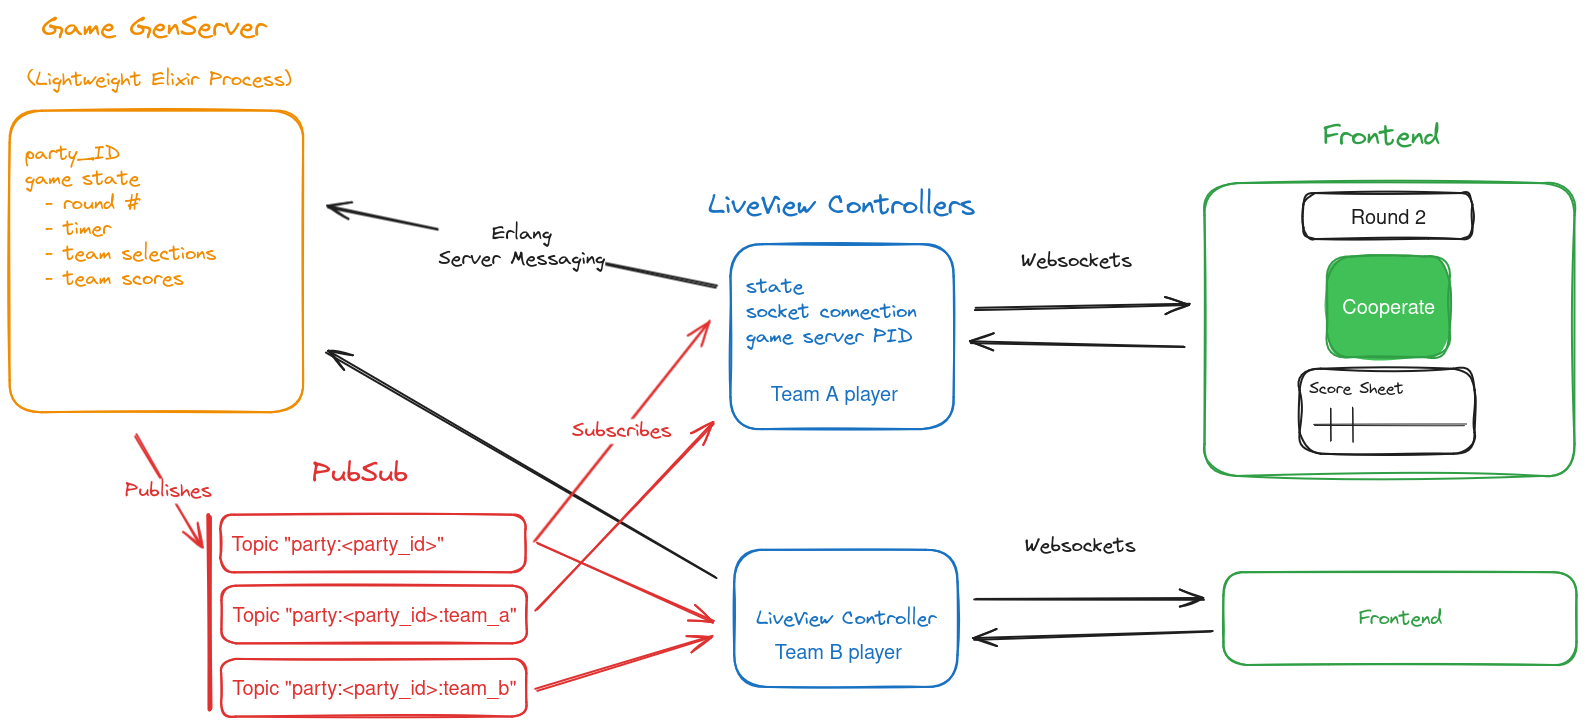 Game GenServer
(Lightweight Elixir Process)
party_ID
game state
- round #
- timer
- team selections
- team scores
Publishes
PubSub
Topic "party:<party_id>"
Topic "party:<party_id>:team_a"
Topic "party:<party_id>:team_b"
Erlang
Server Messaging
Subscribes
LiveView Controllers
state
socket connection
game server PID
Team A player
LiveView Controller
Team B player
Websockets
Websockets
Frontend
Round 2
Cooperate
Score Sheet
Frontend